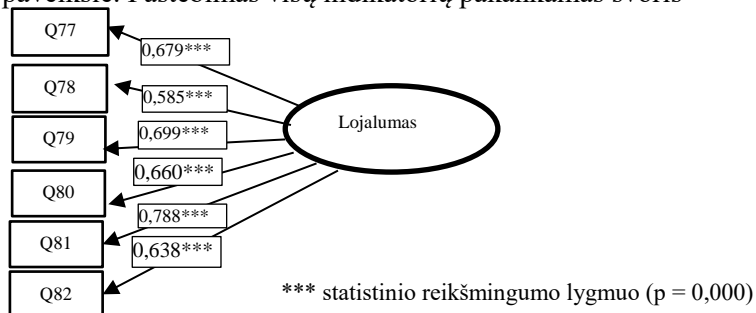 paveiksle. Pastebimas visų indikatorių pakankamas svoris
Q77
0,679***
Q78
0,585***
Lojalumas
Q79
0,699***
0,660***
Q80
0,788***
Q81
0,638***
Q82
*** statistinio reikšmingumo lygmuo (p = 0,000)